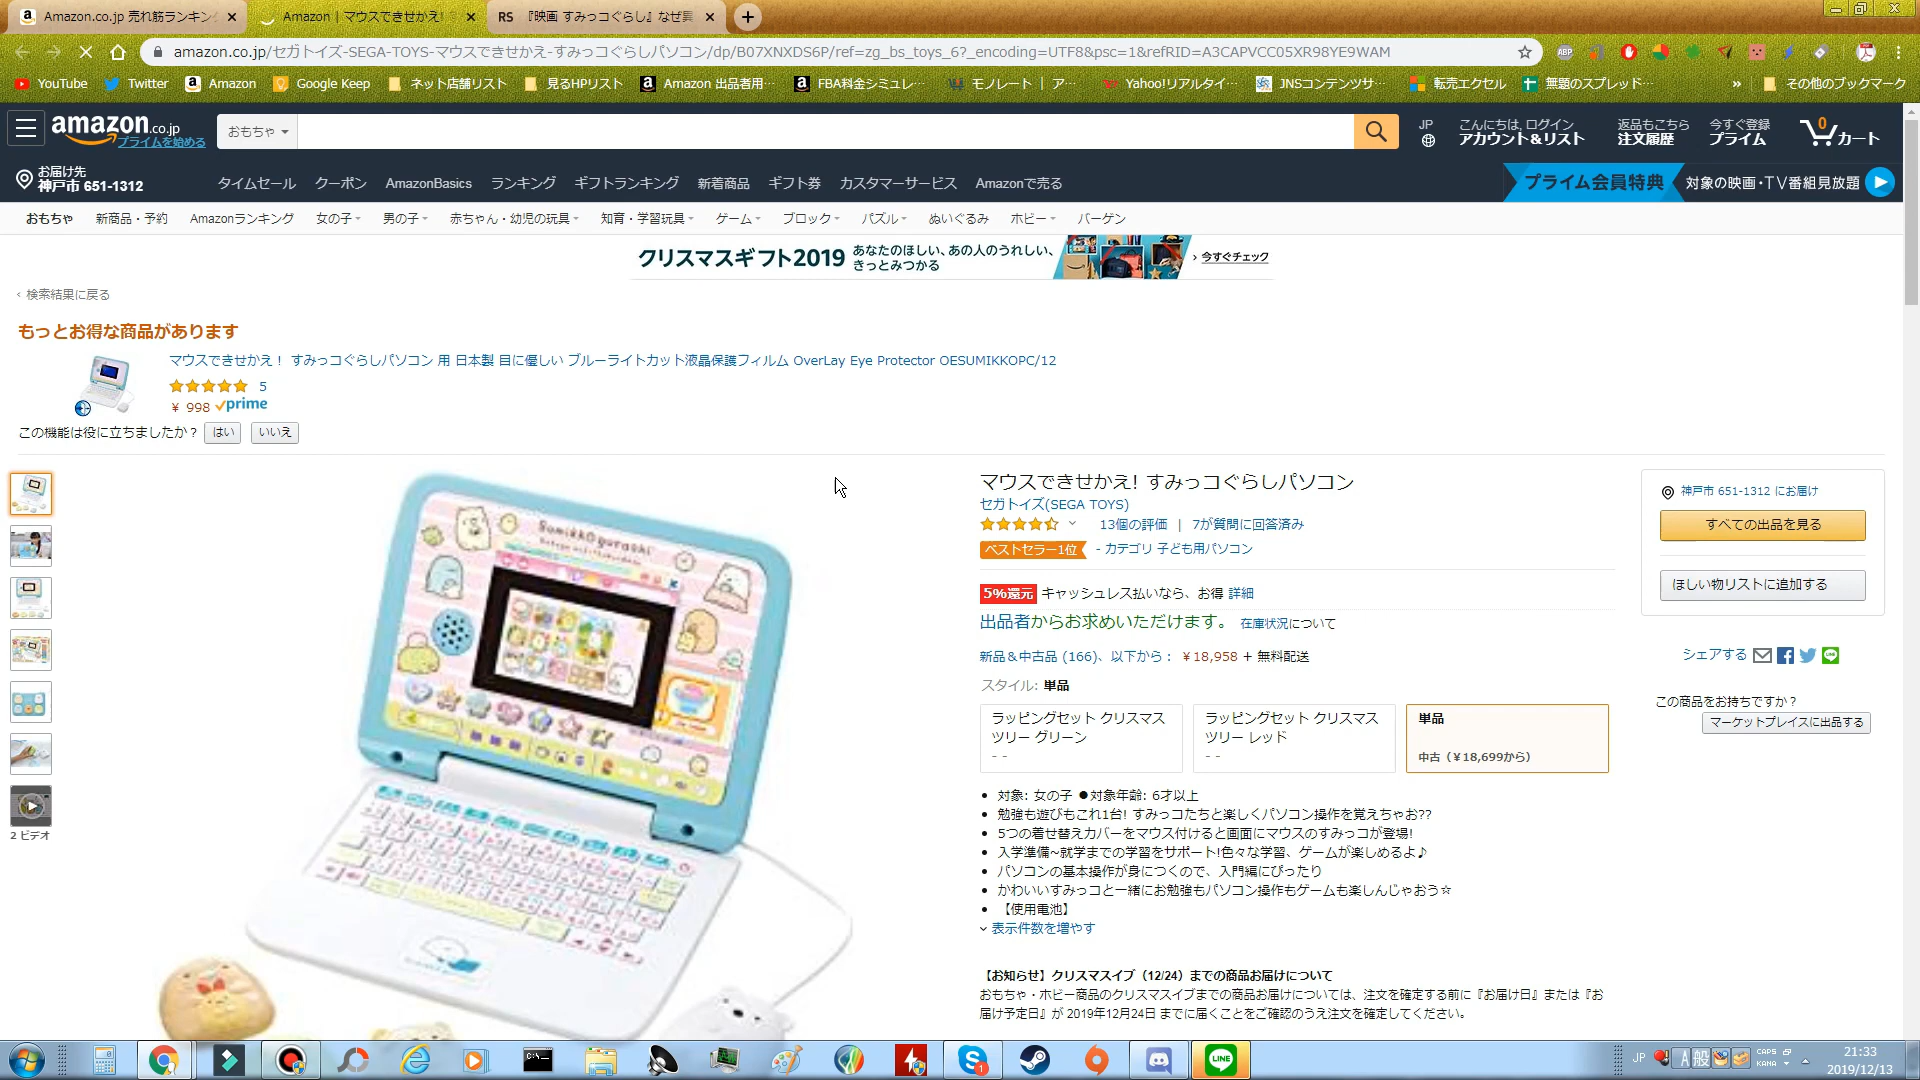 Amazon.co.jp 売れ筋ランキン
Amazon | マウスできせかえ!
RS 『映画 すみっコぐらし』なぜ異
amazon.co.jp/セガトイズ-SEGA-TOYS-マウスできせかえ-すみっコぐらしパソコン/dp/B07XNXDS6P/ref=zg_bs_toys_6?_encoding=UTF8&psc=1&refRID=A3CAPVCC05XR98YE9WAM
YouTube Twitter Amazon Google Keep ネット店舗リスト 見るHPリスト Amazon 出品者用… FBA料金シミュレ… モノレート | ア… Yahoo!リアルタイ… JNSコンテンツサ… 転売エクセル 無題のスプレッド… » その他のブックマーク
amazon.co.jp
プライムを始める
おもちゃ
JP
こんにちは, ログイン
アカウント&リスト
返品もこちら
注文履歴
今すぐ登録
プライム
0
カート
お届け先
神戸市 651-1312
タイムセール クーポン AmazonBasics ランキング ギフトランキング 新着商品 ギフト券 カスタマーサービス Amazonで売る
プライム会員特典 対象の映画・TV番組見放題
おもちゃ 新商品・予約 Amazonランキング 女の子 男の子 赤ちゃん・幼児の玩具 知育・学習玩具 ゲーム ブロック パズル ぬいぐるみ ホビー バーゲン
クリスマスギフト2019
あなたのほしい、あの人のうれしい、
きっとみつかる
› 今すぐチェック
‹ 検索結果に戻る
もっとお得な商品があります
マウスできせかえ！ すみっコぐらしパソコン 用 日本製 目に優しい ブルーライトカット液晶保護フィルム OverLay Eye Protector OESUMIKKOPC/12
5
￥ 998 prime
この機能は役に立ちましたか？ はい いいえ
2 ビデオ
Sumikko gurashi
マウスできせかえ! すみっコぐらしパソコン
セガトイズ(SEGA TOYS)
13個の評価 | 7が質問に回答済み
ベストセラー1位 - カテゴリ 子ども用パソコン
5%還元 キャッシュレス払いなら、お得 詳細
出品者からお求めいただけます。 在庫状況について
新品＆中古品 (166)、以下から： ￥18,958 + 無料配送
スタイル: 単品
ラッピングセット クリスマスツリー グリーン
- -
ラッピングセット クリスマスツリー レッド
- -
単品
中古（￥18,699から）
• 対象: 女の子 ●対象年齢: 6才以上
• 勉強も遊びもこれ1台! すみっコたちと楽しくパソコン操作を覚えちゃお??
• 5つの着せ替えカバーをマウス付けると画面にマウスのすみっコが登場!
• 入学準備~就学までの学習をサポート!色々な学習、ゲームが楽しめるよ♪
• パソコンの基本操作が身につくので、入門編にぴったり
• かわいいすみっコと一緒にお勉強もパソコン操作もゲームも楽しんじゃおう☆
• 【使用電池】
表示件数を増やす
【お知らせ】クリスマスイブ（12/24）までの商品お届けについて
おもちゃ・ホビー商品のクリスマスイブまでの商品お届けについては、注文を確定する前に『お届け日』または『お
届け予定日』が 2019年12月24日 までに届くことをご確認のうえ注文を確定してください。
神戸市 651-1312 にお届け
すべての出品を見る
ほしい物リストに追加する
シェアする
この商品をお持ちですか？
マーケットプレイスに出品する
JP A 般 CAPS KANA
21:33
2019/12/13